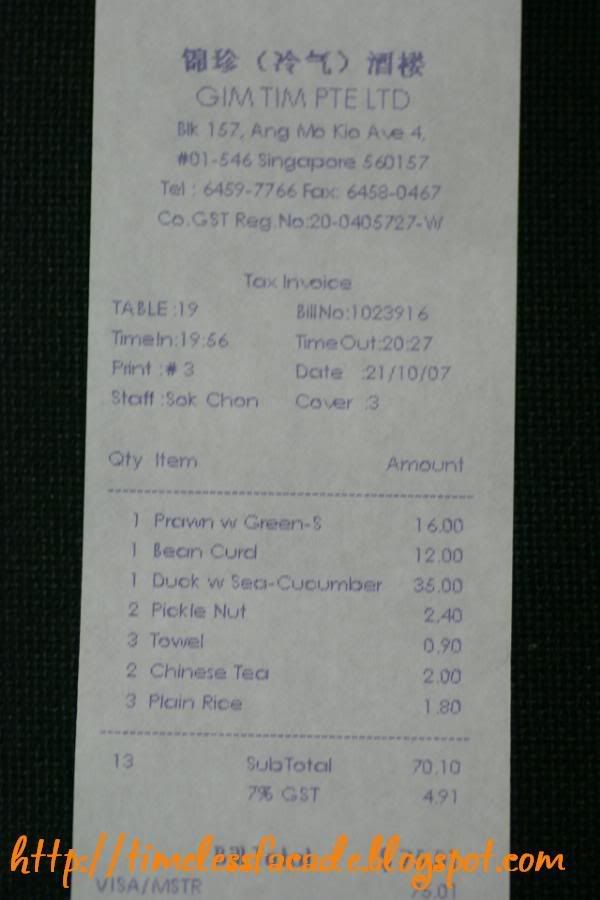 锦珍（冷气）酒楼
GIM TIM PTE LTD
Blk 157, Ang Mo Kio Ave 4,
#01-546 Singapore 560157
Tel : 6459-7766 Fax: 6458-0467
Co.GST Reg.No:20-0405727-W
Tax Invoice
TABLE :19 BillNo:1023916
TimeIn:19:56 TimeOut:20:27
Print :# 3 Date :21/10/07
Staff :Sok Chon Cover :3
Qty Item Amount
1 Prawn w Green-S 16.00
1 Bean Curd 12.00
1 Duck w Sea-Cucumber 35.00
2 Pickle Nut 2.40
3 Towel 0.90
2 Chinese Tea 2.00
3 Plain Rice 1.80
13 SubTotal 70.10
7% GST 4.91
Bill Total
http://timelessfacade.blogspot.com
VISA/MSTR 75.01